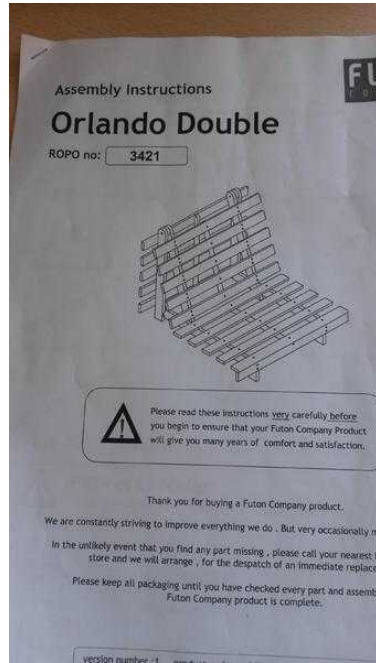 Assembly Instructions
Orlando Double
ROPO no: 3421
Please read these instructions very carefully before
you begin to ensure that your Futon Company Product
will give you many years of comfort and satisfaction.
Thank you for buying a Futon Company product.
We are constantly striving to improve everything we do . But very occasionally
In the unlikely event that you find any part missing , please call your nearest
store and we will arrange , for the despatch of an immediate replace
Please keep all packaging until you have checked every part and assemb
Futon Company product is complete.
version number :1